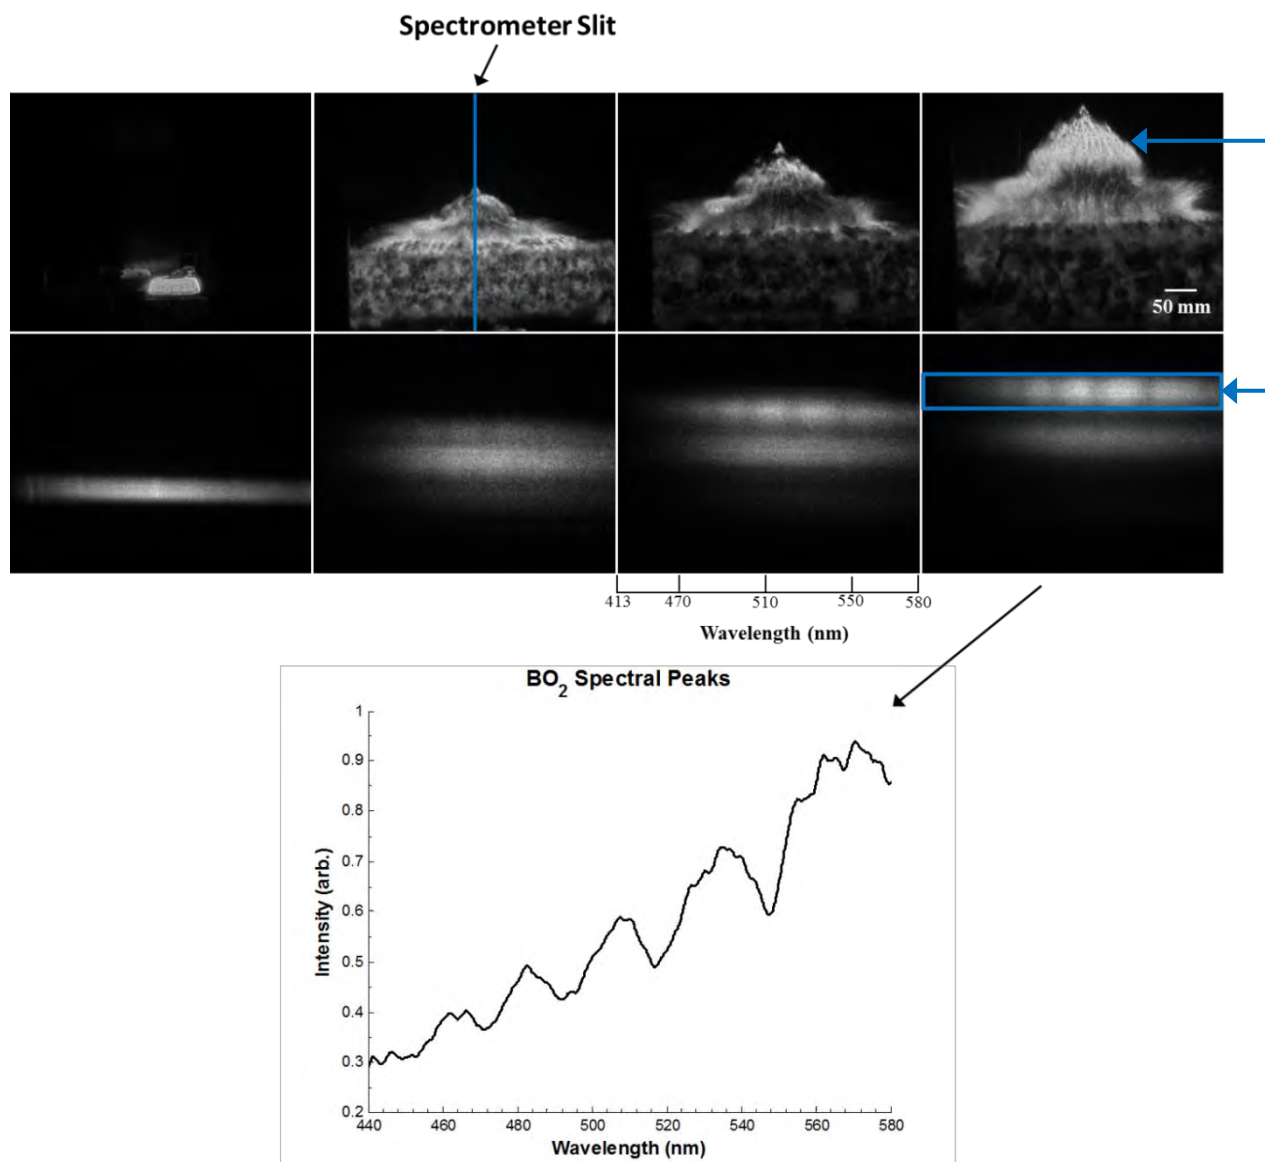 Spectrometer Slit
50 mm
413 470 510 550 580
Wavelength (nm)
BO2 Spectral Peaks
1
0.9
0.8
0.7
0.6
0.5
0.4
0.3
0.2
Intensity (arb.)
440 460 480 500 520 540 560 580
Wavelength (nm)